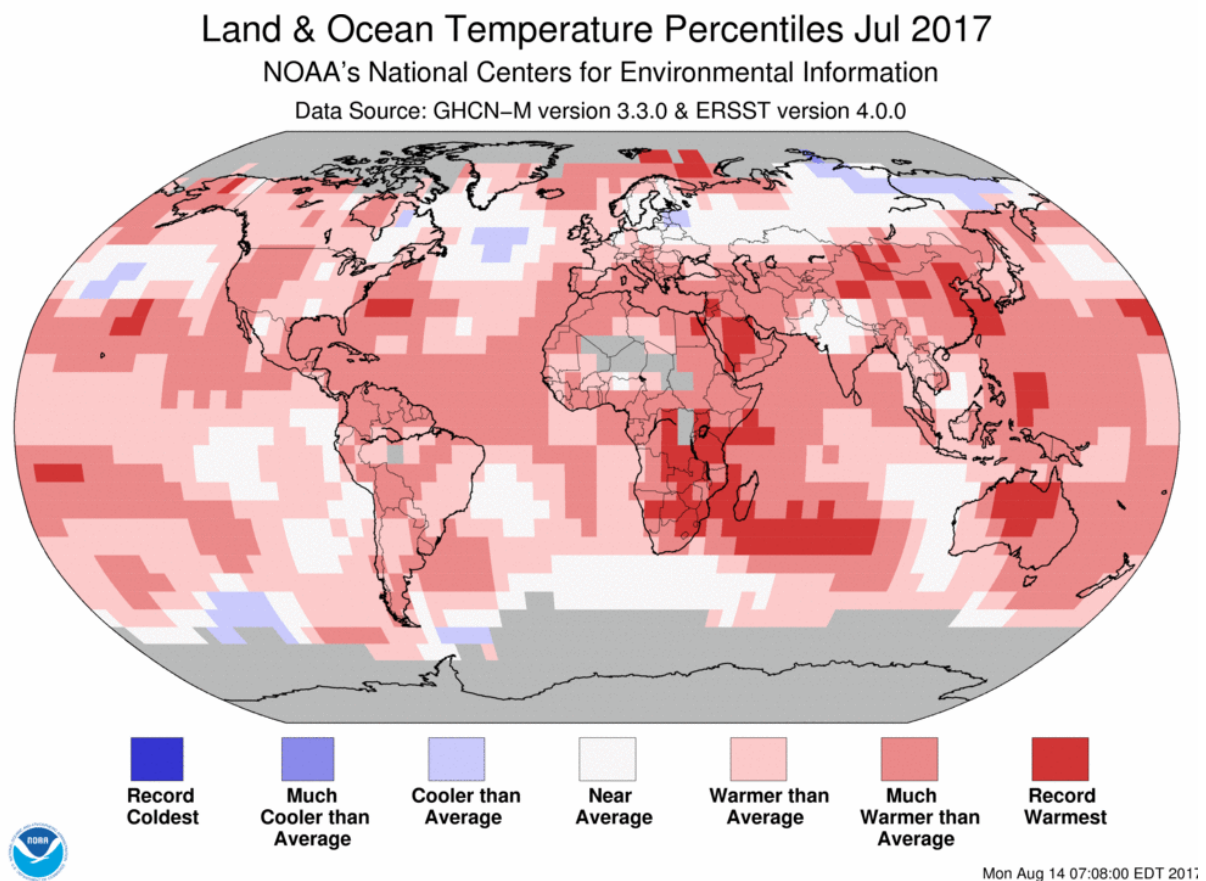 Land & Ocean Temperature Percentiles Jul 2017
NOAA's National Centers for Environmental Information
Data Source: GHCN−M version 3.3.0 & ERSST version 4.0.0
Record
Coldest
Much
Cooler than
Average
Cooler than
Average
Near
Average
Warmer than
Average
Much
Warmer than
Average
Record
Warmest
NOAA
Mon Aug 14 07:08:00 EDT 2017